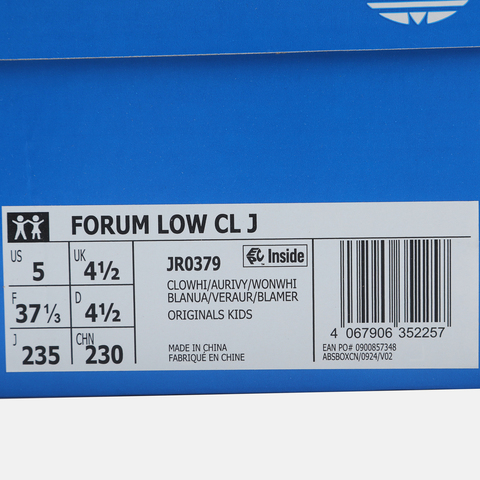 FORUM LOW CL J
US 5 UK 4½
F 37⅓ D 4½
J 235 CHN 230
JR0379 Inside
CLOWHI/AURIVY/WONWHI
BLANUA/VERAUR/BLAMER
ORIGINALS KIDS
MADE IN CHINA
FABRIQUÉ EN CHINE
4 067906 352257
EAN PO# 0900857348
ABSBOXCN/0924/V02